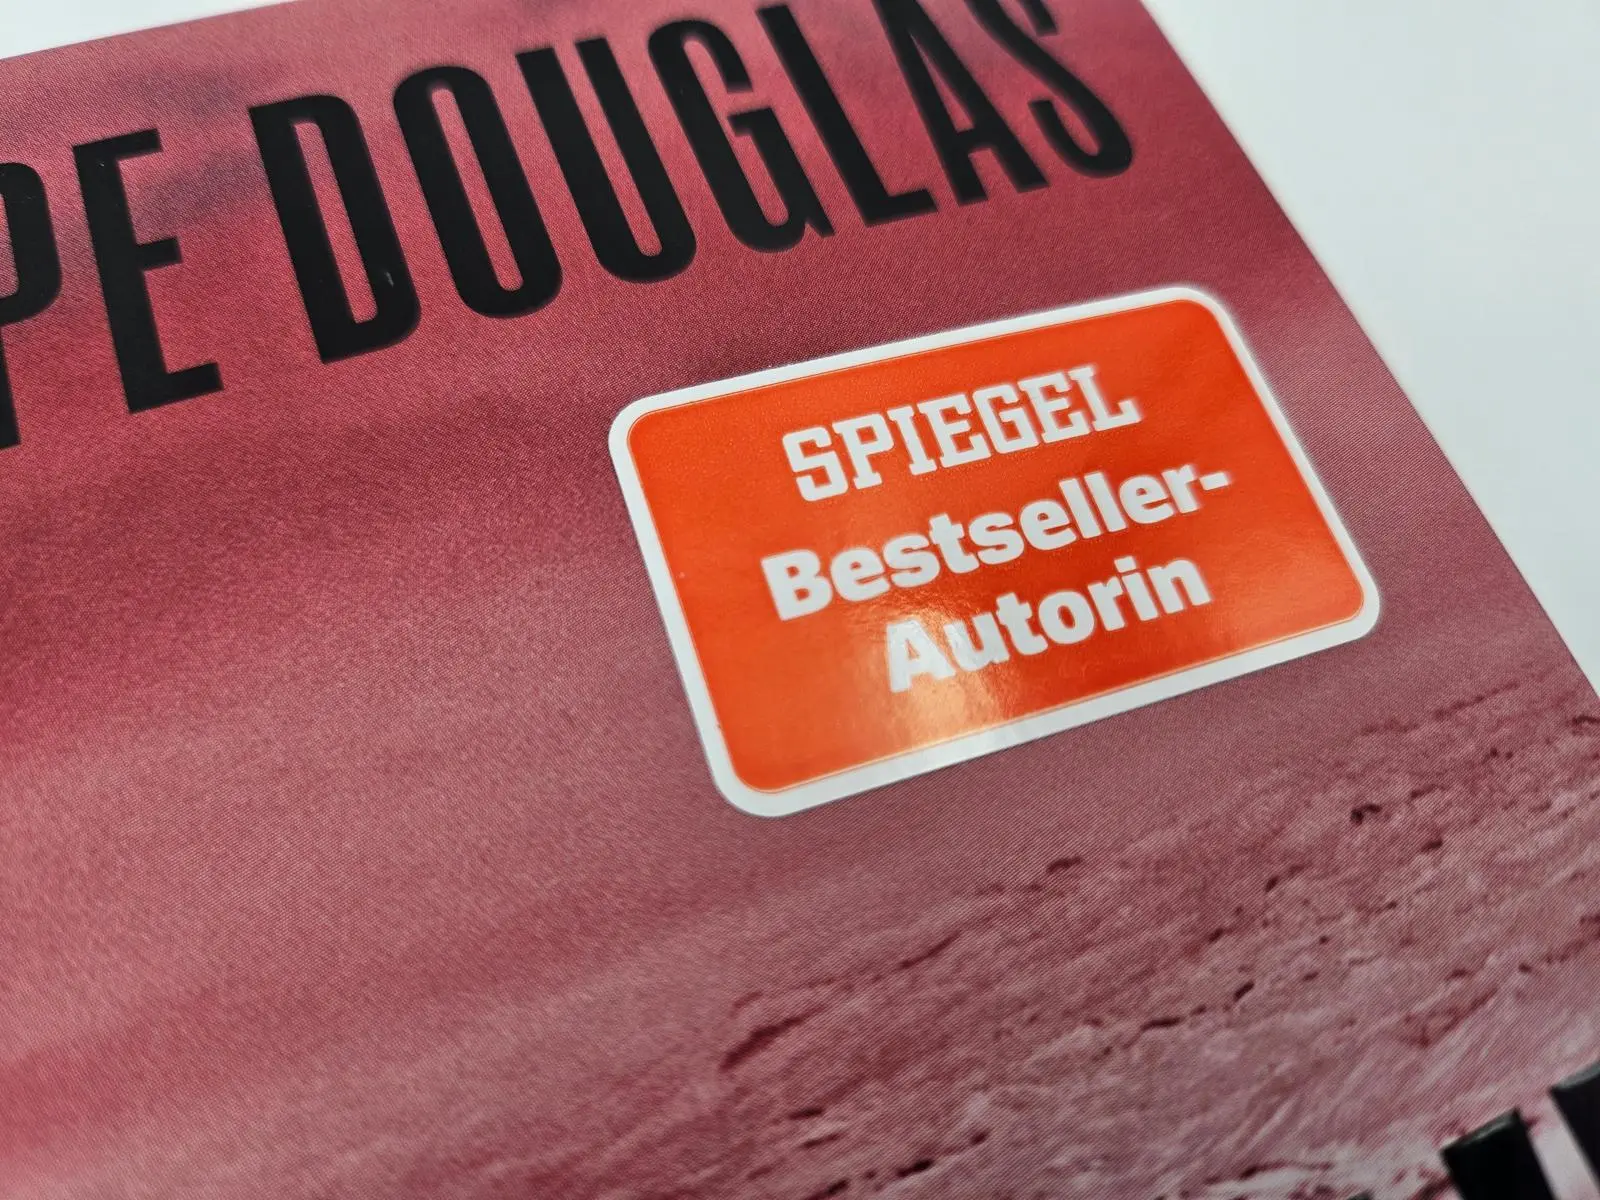 PE DOUGLAS
SPIEGEL
Bestseller-
Autorin